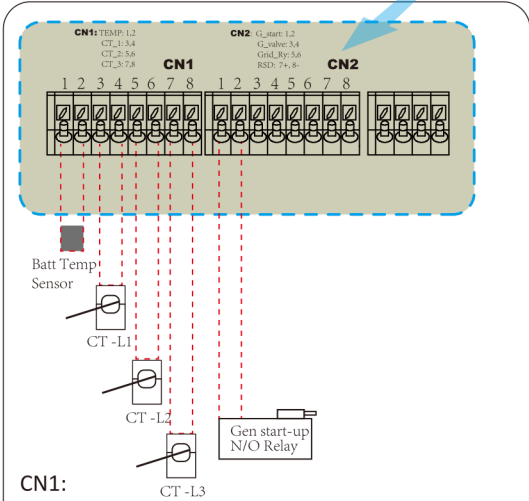 CN1: TEMP: 1,2
CT_1: 3,4
CT_2: 5,6
CT_3: 7,8
CN2: G_start: 1,2
G_valve: 3,4
Grid_Ry: 5,6
RSD: 7+, 8-
CN1
CN2
1 2 3 4 5 6 7 8
1 2 3 4 5 6 7 8
Batt Temp
Sensor
CT -L1
CT -L2
CT -L3
Gen start-up
N/O Relay
CN1: